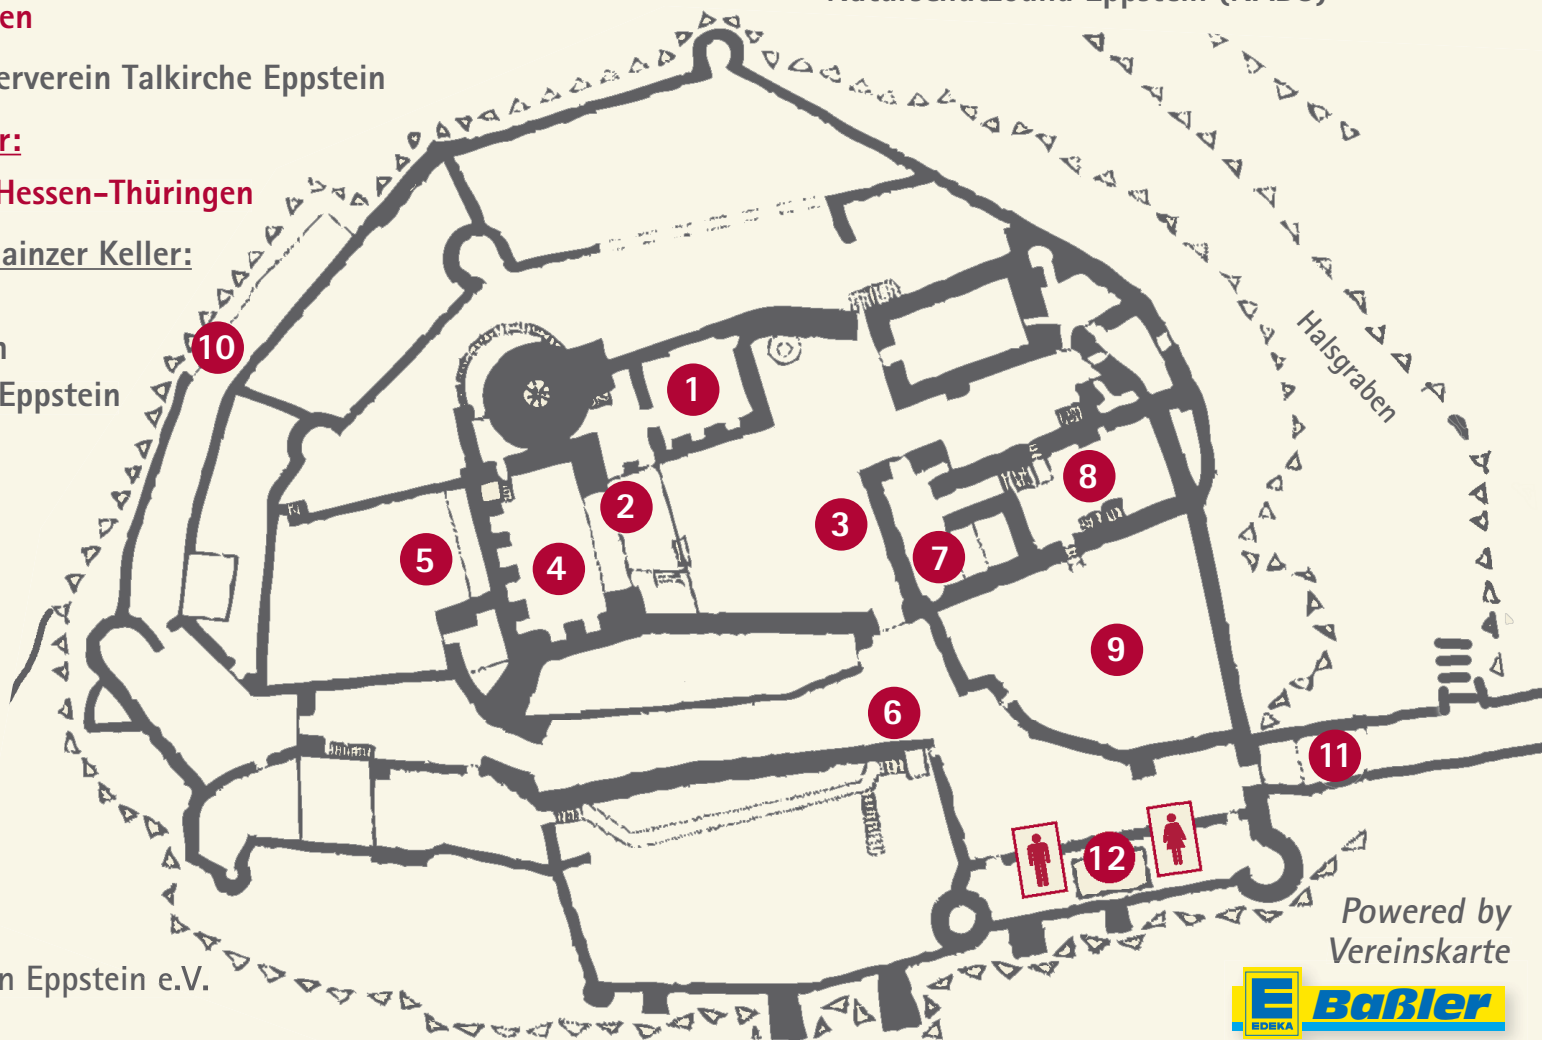 en
erverein Talkirche Eppstein
r:
Hessen-Thüringen
ainzer Keller:
n
Eppstein
n Eppstein e.V.
10
1
2
3
4
5
6
7
8
9
11
12
Halsgraben
Powered by
Vereinskarte
E
EDEKA
Baßler